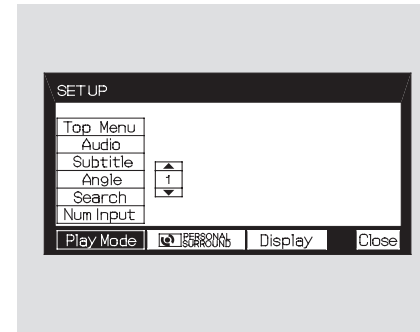 SETUP
Top Menu
Audio
Subtitle
Angle
1
Search
Num Input
Play Mode PERSONAL SURROUND Display Close